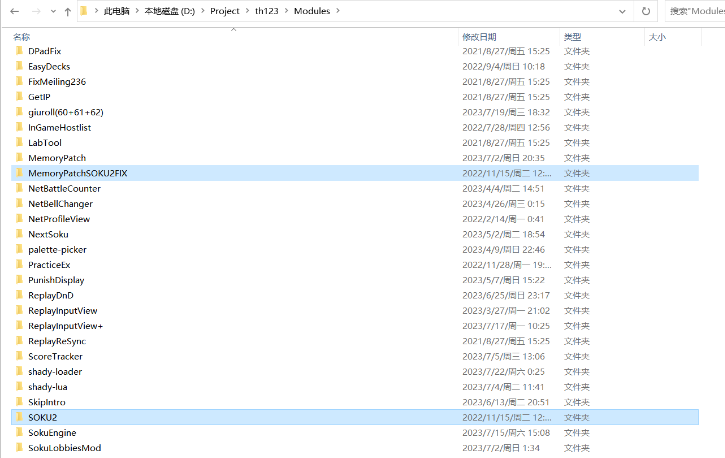 此电脑 > 本地磁盘 (D:) > Project > th123 > Modules >
搜索"Modules
名称 修改日期 类型 大小
DPadFix 2021/8/27/周五 15:25 文件夹
EasyDecks 2022/9/4/周日 10:18 文件夹
FixMeiling236 2021/8/27/周五 15:25 文件夹
GetIP 2021/8/27/周五 15:25 文件夹
giuroll(60+61+62) 2023/7/19/周三 18:32 文件夹
InGameHostlist 2022/7/28/周四 12:56 文件夹
LabTool 2021/8/27/周五 15:25 文件夹
MemoryPatch 2023/7/2/周日 20:35 文件夹
MemoryPatchSOKU2FIX 2022/11/15/周二 12:... 文件夹
NetBattleCounter 2023/4/4/周二 14:51 文件夹
NetBellChanger 2023/4/26/周三 0:15 文件夹
NetProfileView 2022/2/14/周一 0:41 文件夹
NextSoku 2023/5/2/周二 18:54 文件夹
palette-picker 2023/4/9/周日 22:46 文件夹
PracticeEx 2022/11/28/周一 19:... 文件夹
PunishDisplay 2023/5/7/周日 15:22 文件夹
ReplayDnD 2023/6/25/周日 23:17 文件夹
ReplayInputView 2023/3/27/周一 21:02 文件夹
ReplayInputView+ 2023/7/17/周一 10:25 文件夹
ReplayReSync 2021/8/27/周五 15:25 文件夹
ScoreTracker 2023/7/5/周三 13:06 文件夹
shady-loader 2023/7/22/周六 0:25 文件夹
shady-lua 2023/7/4/周二 11:41 文件夹
SkipIntro 2023/6/13/周二 20:51 文件夹
SOKU2 2022/11/15/周二 12:... 文件夹
SokuEngine 2023/7/15/周六 15:08 文件夹
SokuLobbiesMod 2023/7/2/周日 1:34 文件夹